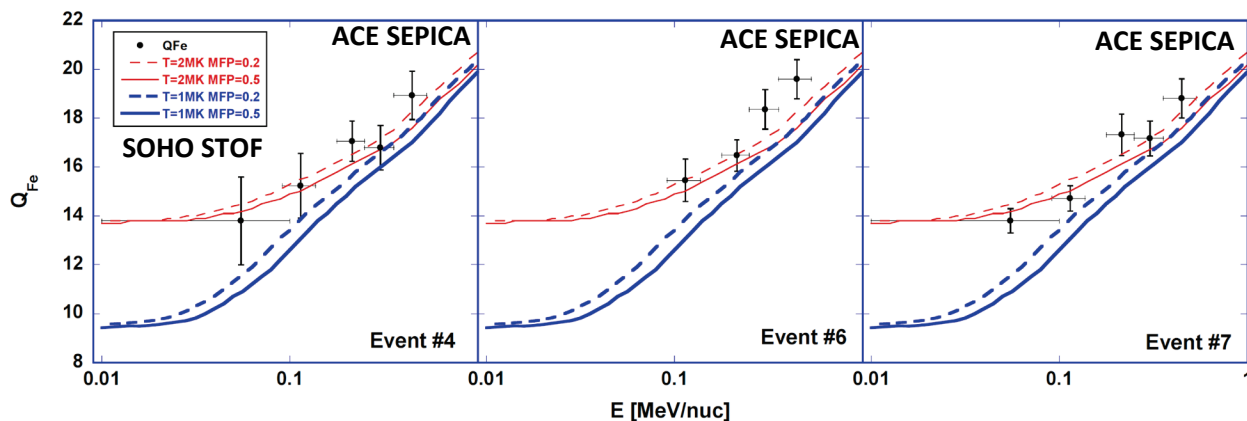 22
20
18
16
14
12
10
8
Q_Fe
QFe
T=2MK MFP=0.2
T=2MK MFP=0.5
T=1MK MFP=0.2
T=1MK MFP=0.5
SOHO STOF
ACE SEPICA
Event #4
ACE SEPICA
Event #6
ACE SEPICA
Event #7
0.01
0.1
0.01
0.1
0.01
0.1
1
E [MeV/nuc]